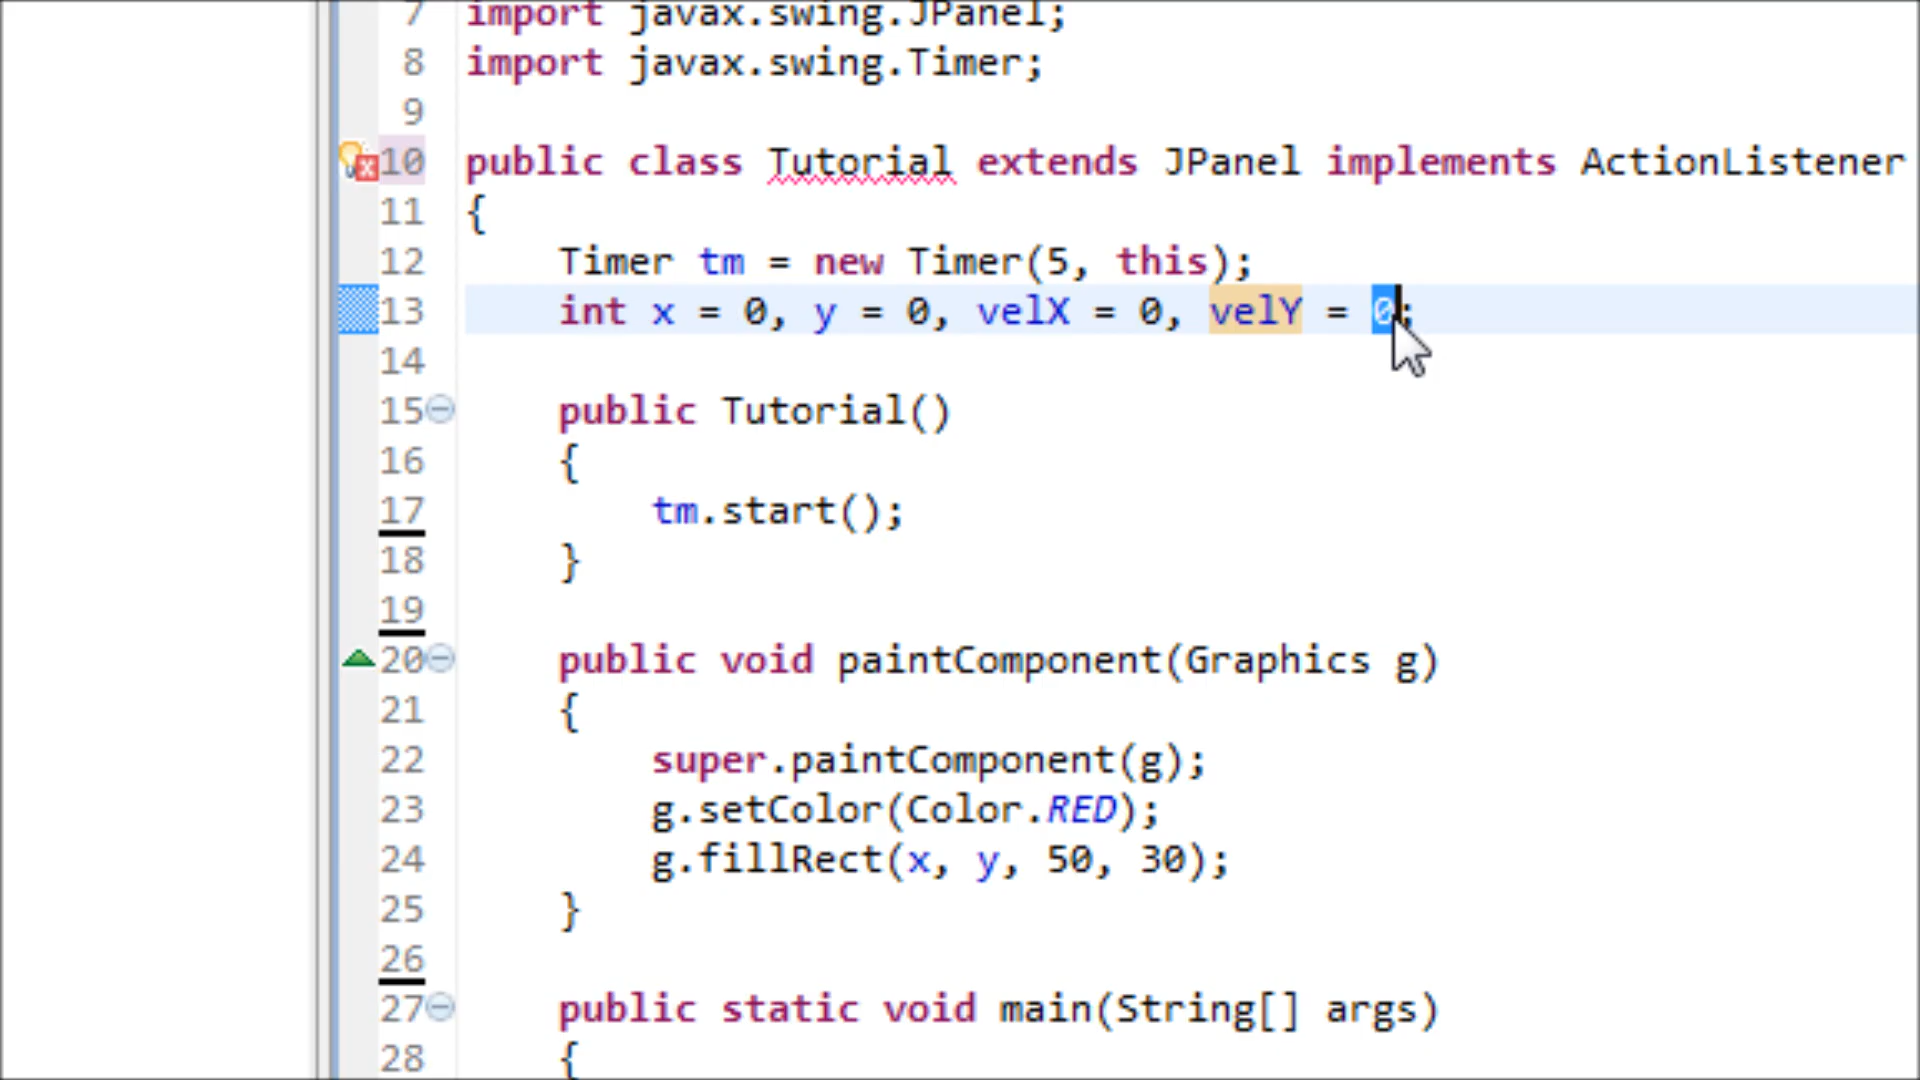 7 import javax.swing.JPanel;
8 import javax.swing.Timer;
9
10 public class Tutorial extends JPanel implements ActionListener
11 {
12 Timer tm = new Timer(5, this);
13 int x = 0, y = 0, velX = 0, velY = 0;
14
15 public Tutorial()
16 {
17 tm.start();
18 }
19
20 public void paintComponent(Graphics g)
21 {
22 super.paintComponent(g);
23 g.setColor(Color.RED);
24 g.fillRect(x, y, 50, 30);
25 }
26
27 public static void main(String[] args)
28 {